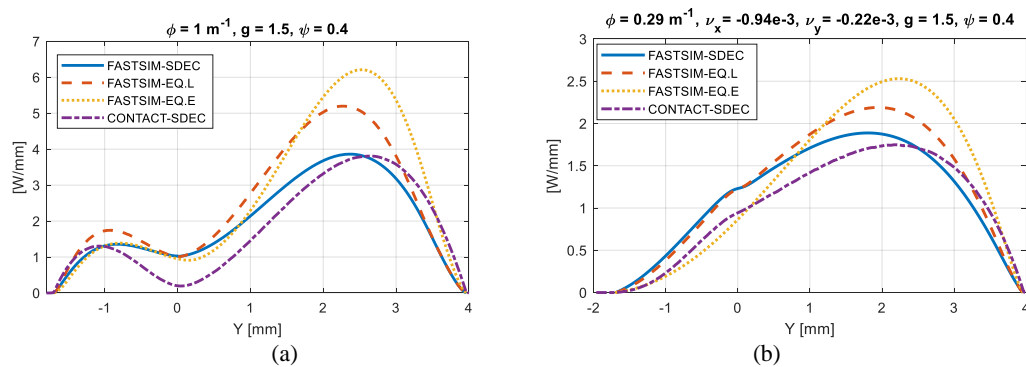 ϕ = 1 m⁻¹, g = 1.5, ψ = 0.4
7
6
5
4
3
2
1
0
[W/mm]
FASTSIM-SDEC
FASTSIM-EQ.L
FASTSIM-EQ.E
CONTACT-SDEC
-1 0 1 2 3 4
Y [mm]
(a)
ϕ = 0.29 m⁻¹, νₓ= -0.94e-3, νᵧ= -0.22e-3, g = 1.5, ψ = 0.4
3
2.5
2
1.5
1
0.5
0
[W/mm]
FASTSIM-SDEC
FASTSIM-EQ.L
FASTSIM-EQ.E
CONTACT-SDEC
-2 -1 0 1 2 3 4
Y [mm]
(b)